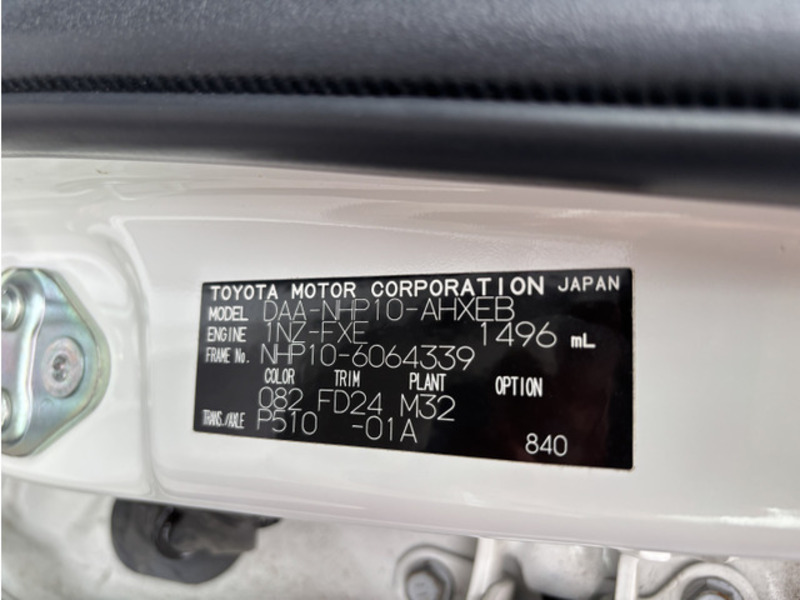 TOYOTA MOTOR CORPORATION JAPAN
MODEL DAA-NHP10-AHXEB
ENGINE 1NZ-FXE 1496 mL
FRAME No. NHP10-6064339
COLOR TRIM PLANT OPTION
082 FD24 M32
TRANS./AXLE P510 -01A 840